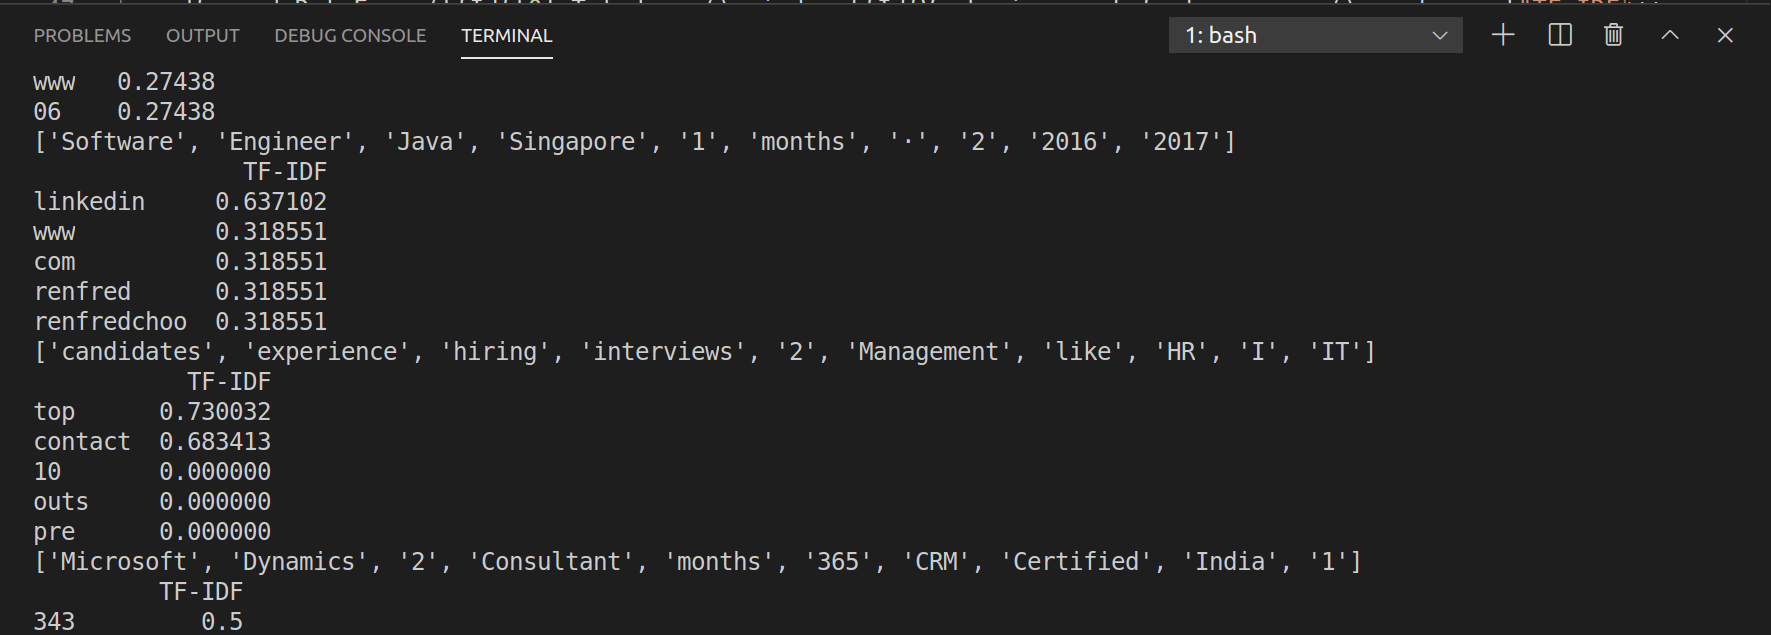 PROBLEMS OUTPUT DEBUG CONSOLE TERMINAL 1: bash
www 0.27438
06 0.27438
['Software', 'Engineer', 'Java', 'Singapore', '1', 'months', '·', '2', '2016', '2017']
TF-IDF
linkedin 0.637102
www 0.318551
com 0.318551
renfred 0.318551
renfredchoo 0.318551
['candidates', 'experience', 'hiring', 'interviews', '2', 'Management', 'like', 'HR', 'I', 'IT']
TF-IDF
top 0.730032
contact 0.683413
10 0.000000
outs 0.000000
pre 0.000000
['Microsoft', 'Dynamics', '2', 'Consultant', 'months', '365', 'CRM', 'Certified', 'India', '1']
TF-IDF
343 0.5